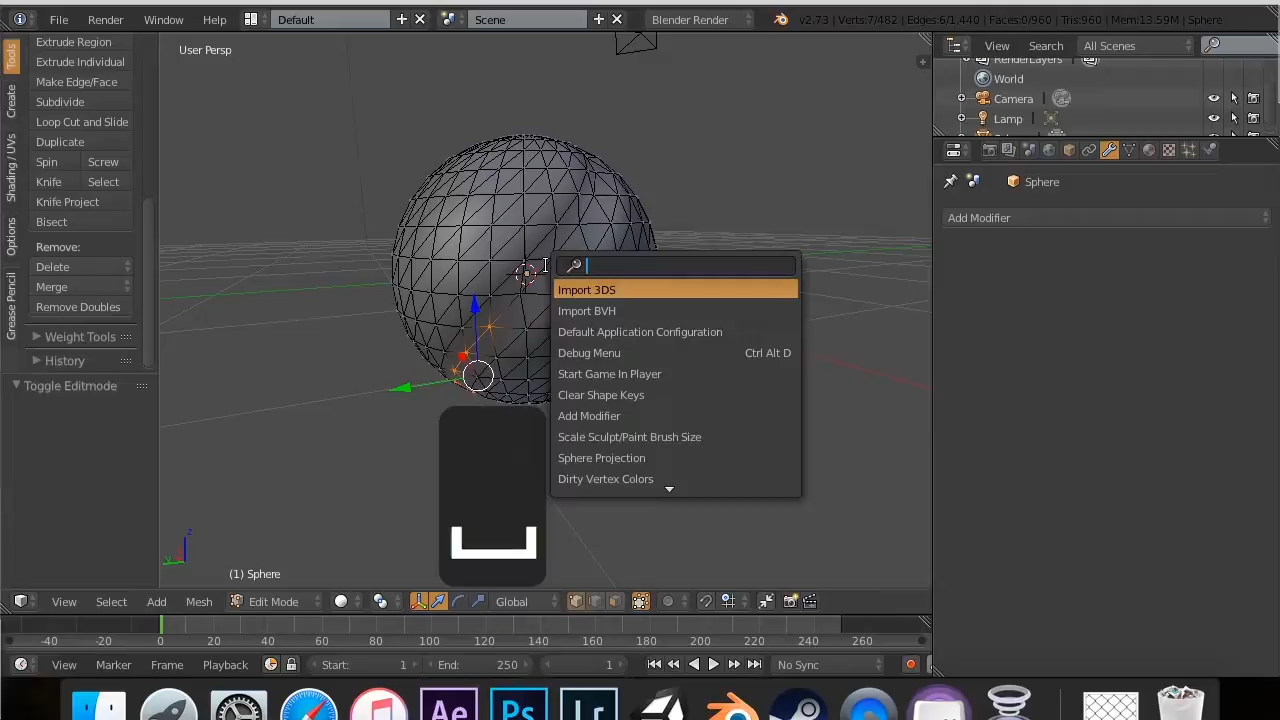 File Render Window Help Default Scene Blender Render v2.73 | Verts:7/482 | Edges:6/1,440 | Faces:0/960 | Tris:960 | Mem:13.59M | Sphere
Tools
Create
Shading / UVs
Options
Grease Pencil
Extrude Region
Extrude Individual
Make Edge/Face
Subdivide
Loop Cut and Slide
Duplicate
Spin Screw
Knife Select
Knife Project
Bisect
Remove:
Delete
Merge
Remove Doubles
Weight Tools
History
Toggle Editmode
User Persp
Import 3DS
Import BVH
Default Application Configuration
Debug Menu Ctrl Alt D
Start Game In Player
Clear Shape Keys
Add Modifier
Scale Sculpt/Paint Brush Size
Sphere Projection
Dirty Vertex Colors
z
y
(1) Sphere
View Search All Scenes
RenderLayers
World
Camera
Lamp
Sphere
Add Modifier
View Select Add Mesh Edit Mode Global
-40 -20 0 20 40 60 80 100 120 140 160 180 200 220 240 260
View Marker Frame Playback Start: 1 End: 250 1 No Sync
Ae Ps Lr